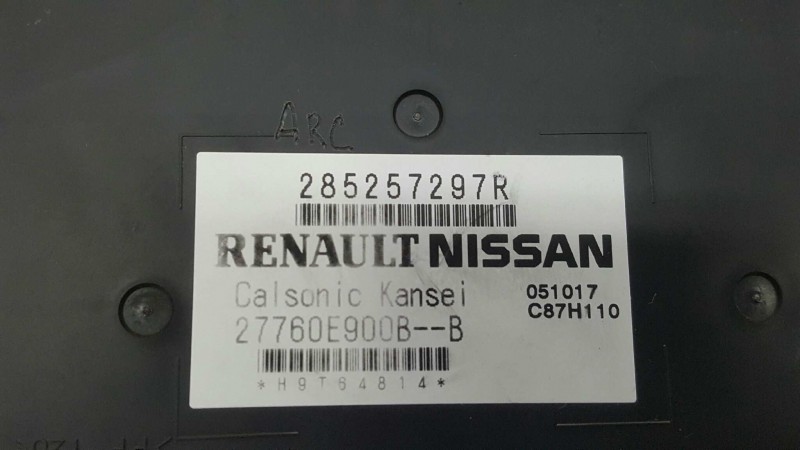 ARC
285257297R
RENAULT NISSAN
Calsonic Kansei 051017
27760E900B--B C87H110
*H9T64814*